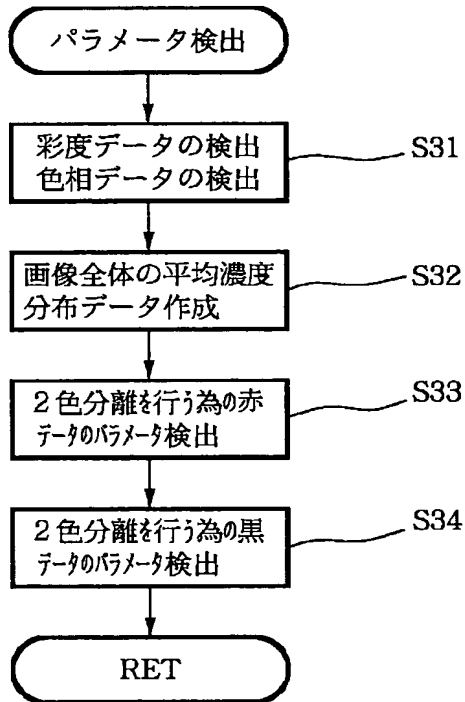 パラメータ検出
彩度データの検出
色相データの検出
S31
画像全体の平均濃度
分布データ作成
S32
2色分離を行う為の赤
データのパラメータ検出
S33
2色分離を行う為の黒
データのパラメータ検出
S34
RET